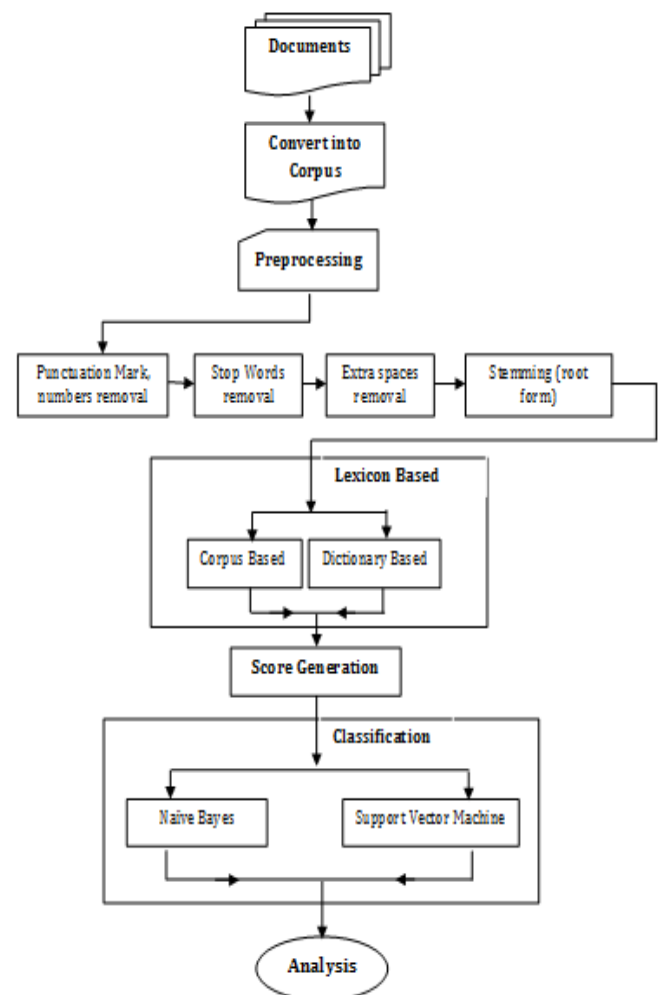 Documents
Convert into
Corpus
Preprocessing
Punctuation Mark,
numbers removal
Stop Words
removal
Extra spaces
removal
Stemming (root
form)
Lexicon Based
Corpus Based
Dictionary Based
Score Generation
Classification
Naive Bayes
Support Vector Machine
Analysis